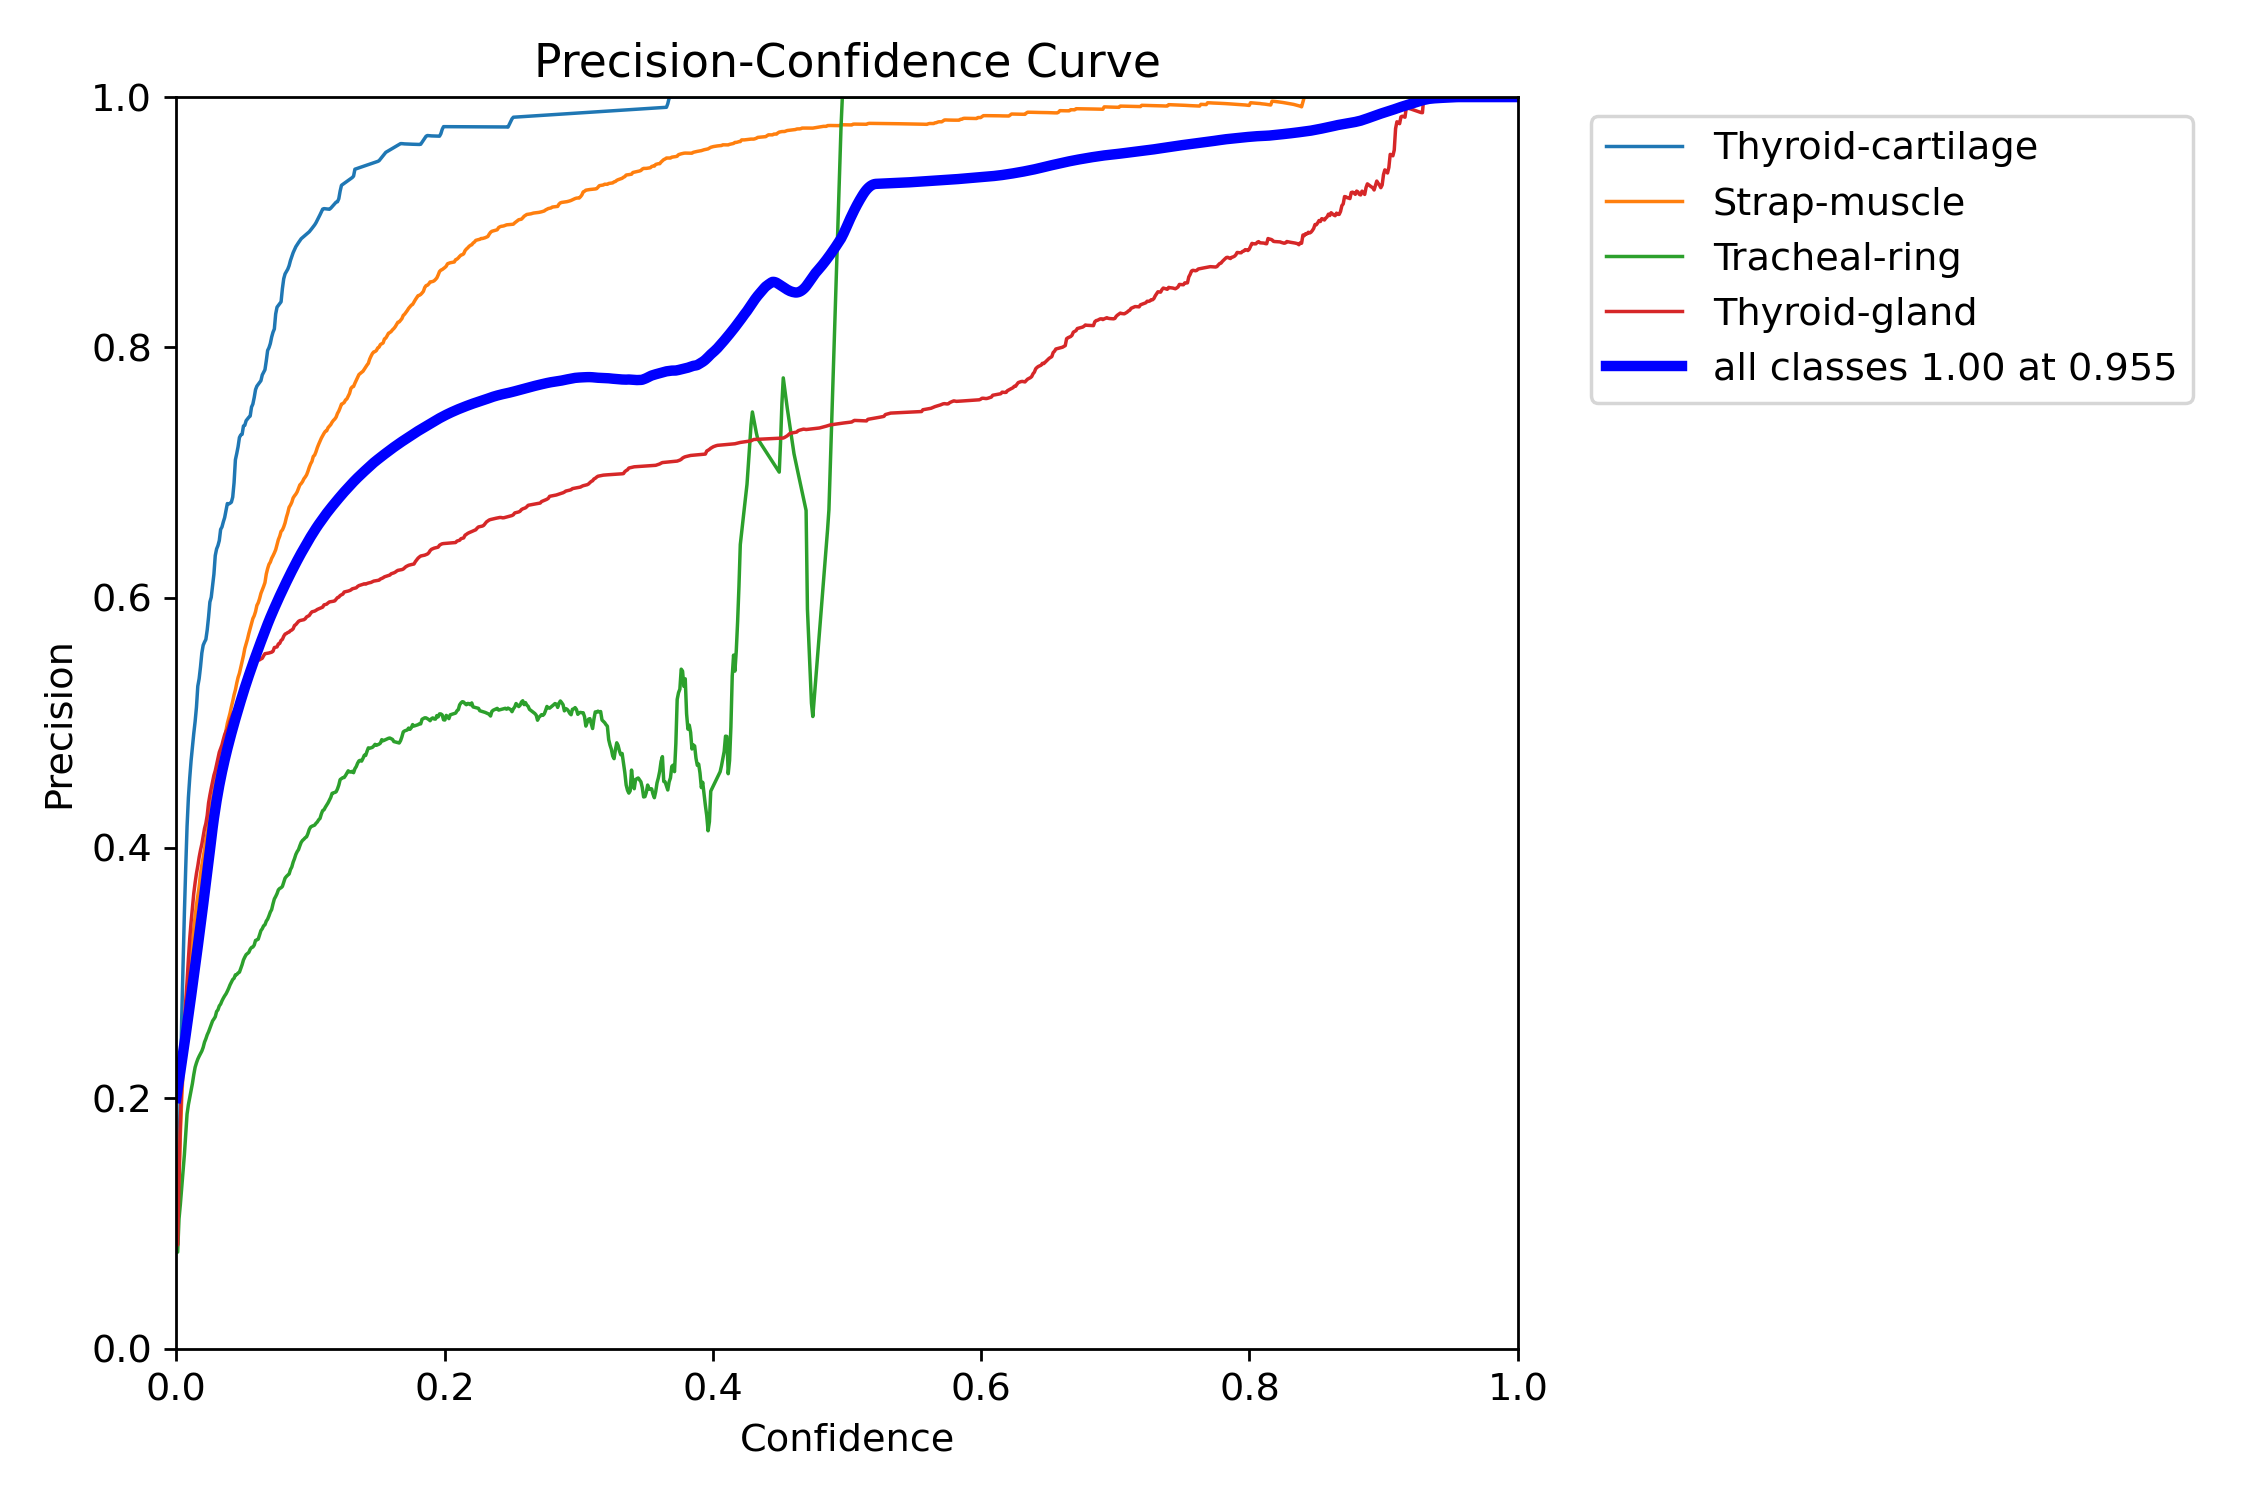 Precision-Confidence Curve
1.0
0.8
0.6
0.4
0.2
0.0
Precision
0.0 0.2 0.4 0.6 0.8 1.0
Confidence
Thyroid-cartilage
Strap-muscle
Tracheal-ring
Thyroid-gland
all classes 1.00 at 0.955